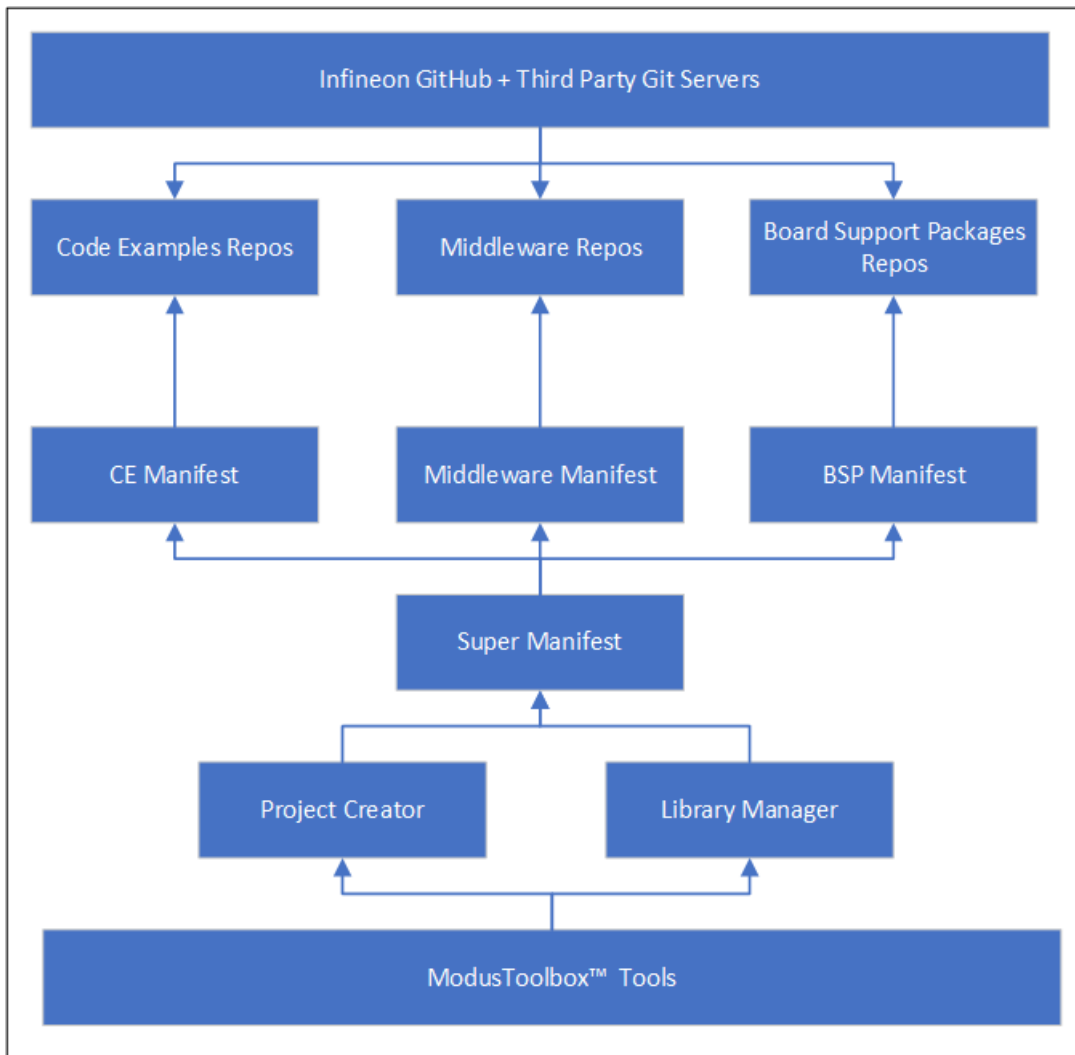 Infineon GitHub + Third Party Git Servers
Code Examples Repos
Middleware Repos
Board Support Packages
Repos
CE Manifest
Middleware Manifest
BSP Manifest
Super Manifest
Project Creator
Library Manager
ModusToolbox™ Tools